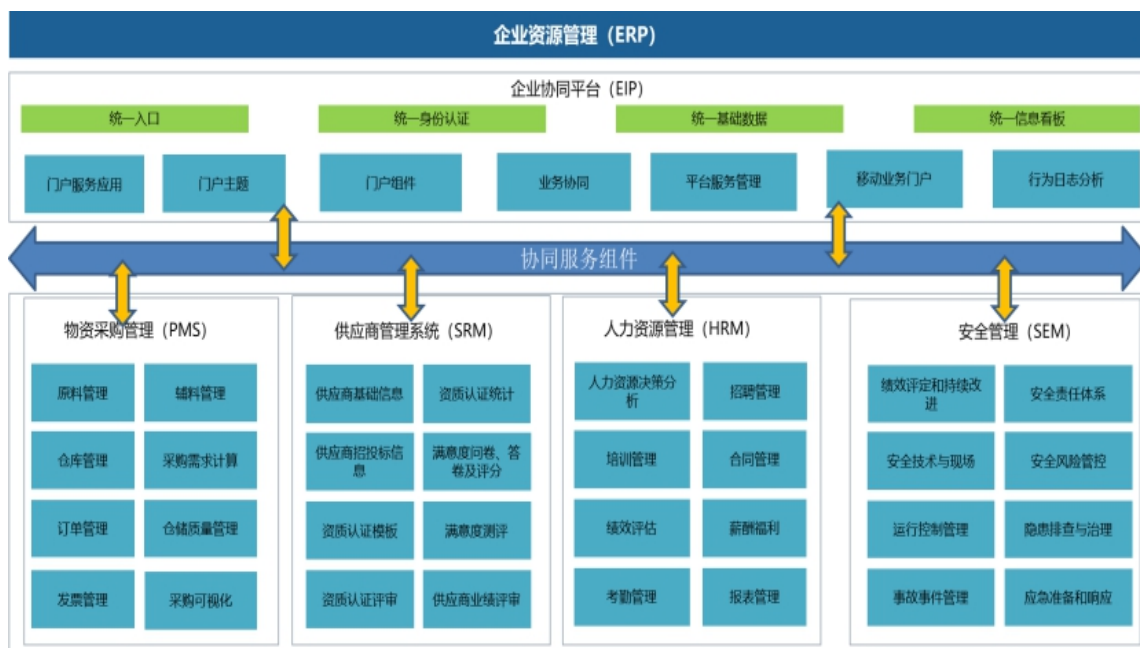 企业资源管理（ERP）
企业协同平台（EIP）
统一入口
统一身份认证
统一基础数据
统一信息看板
门户服务应用
门户主题
门户组件
业务协同
平台服务管理
移动业务门户
行为日志分析
协同服务组件
物资采购管理（PMS）
原料管理
辅料管理
仓库管理
采购需求计算
订单管理
仓储质量管理
发票管理
采购可视化
供应商管理系统（SRM）
供应商基础信息
资质认证统计
供应商招投标信
息
满意度问卷、答
卷及评分
资质认证模板
满意度测评
资质认证评审
供应商业绩评审
人力资源管理（HRM）
人力资源决策分
析
招聘管理
培训管理
合同管理
绩效评估
薪酬福利
考勤管理
报表管理
安全管理（SEM）
绩效评定和持续改
进
安全责任体系
安全技术与现场
安全风险管控
运行控制管理
隐患排查与治理
事故事件管理
应急准备和响应